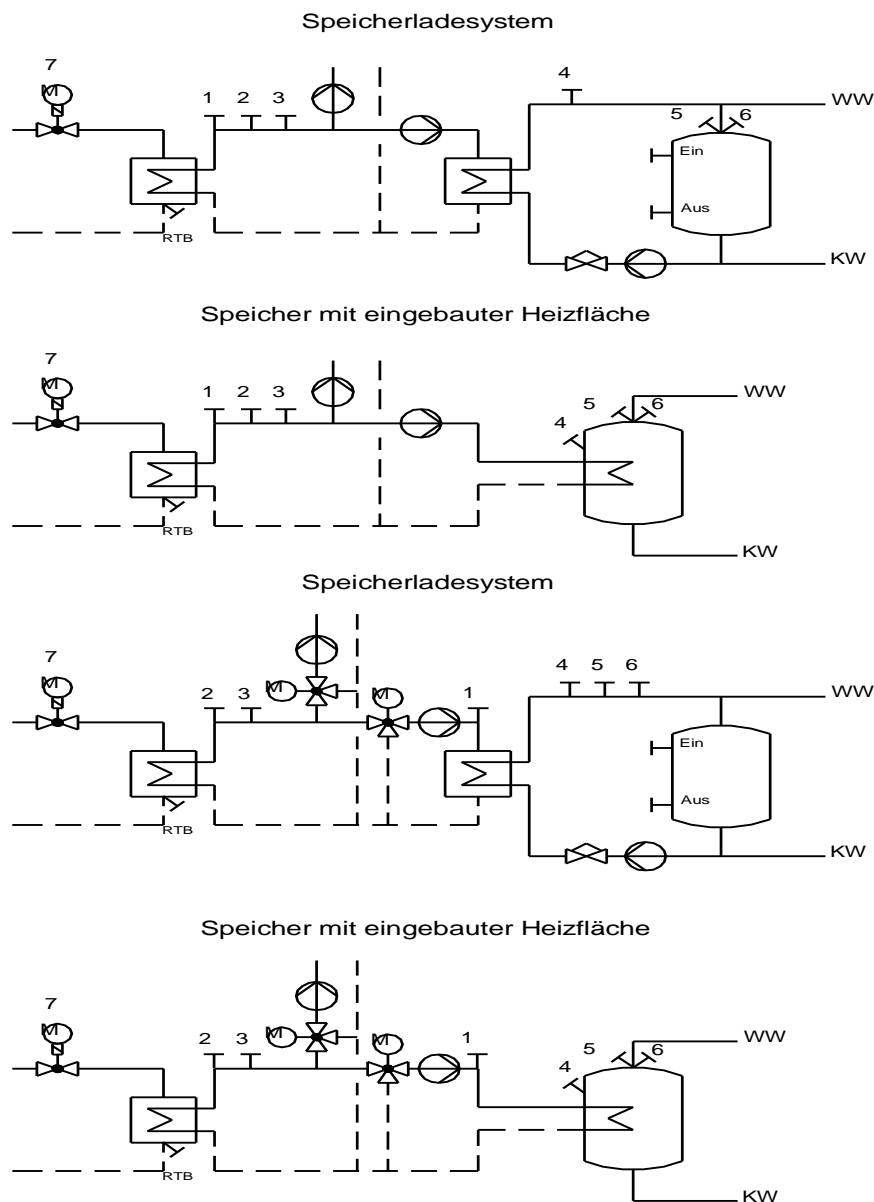 Speicherladesystem
7
M
1 2 3
4
WW
5 6
Ein
Aus
RTB
KW
Speicher mit eingebauter Heizfläche
7
M
1 2 3
WW
4 5 6
RTB
KW
Speicherladesystem
7
M
2 3
M
M
1
4 5 6
WW
Ein
Aus
RTB
KW
Speicher mit eingebauter Heizfläche
7
M
2 3
M
M
1
WW
4 5 6
RTB
KW